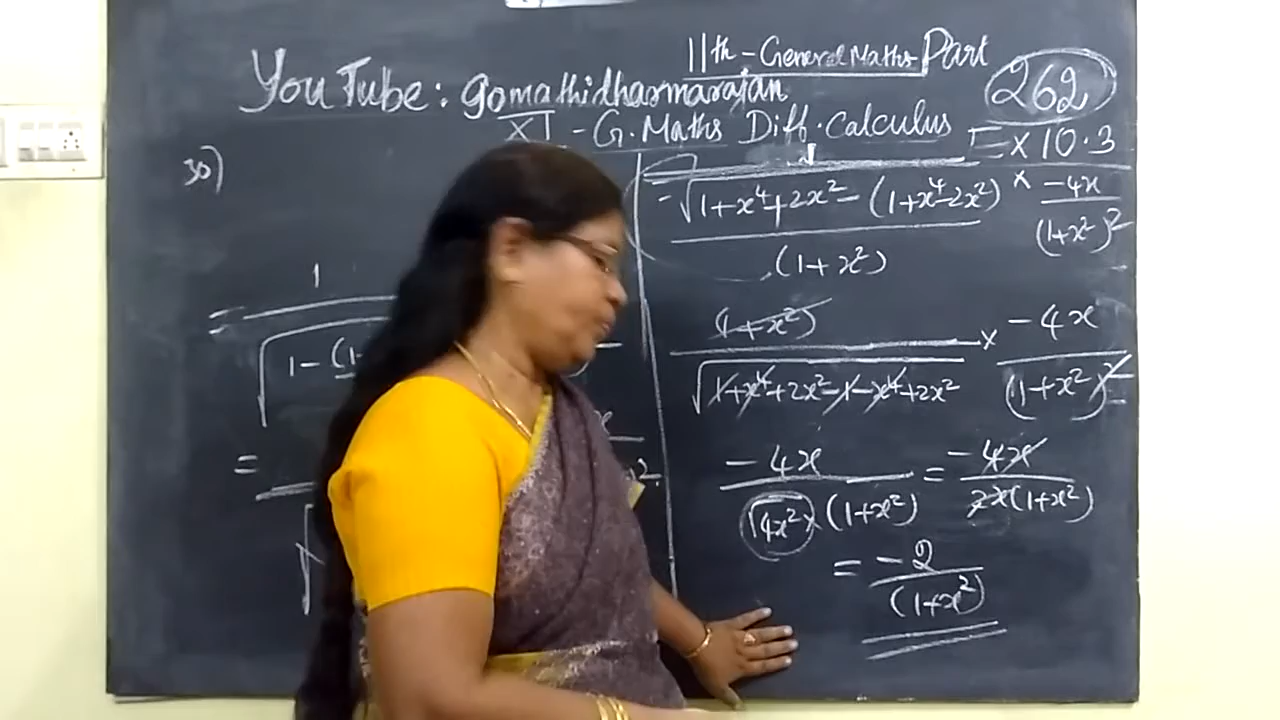 11th - General Maths Part
YouTube: gomathidharmarajan 262
XI - G. Maths Diff. Calculus
Ex 10.3
30)
1
1 - (1-
=
1
-√1+x⁴+2x² - (1+x⁴-2x²) × -4x
(1+x²) (1+x²)²
(1+x²) × -4x
√1+x⁴+2x²-1-x⁴+2x² (1+x²)²
-4x = -4x
√4x² × (1+x²) 2x(1+x²)
= -2
(1+x²)